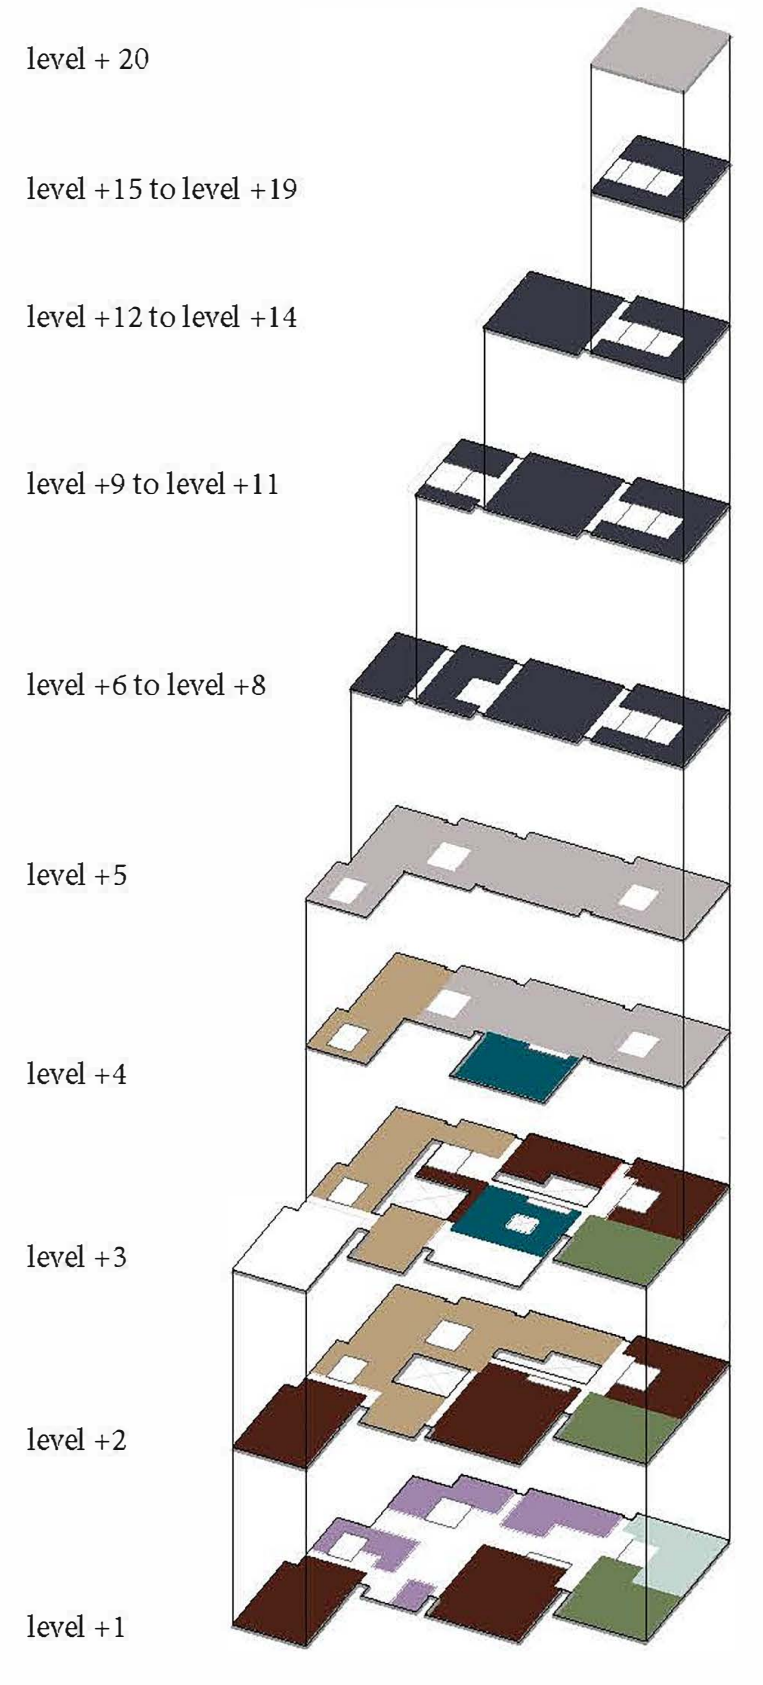 level + 20
level +15 to level +19
level +12 to level +14
level +9 to level +11
level +6 to level +8
level +5
level +4
level +3
level +2
level +1